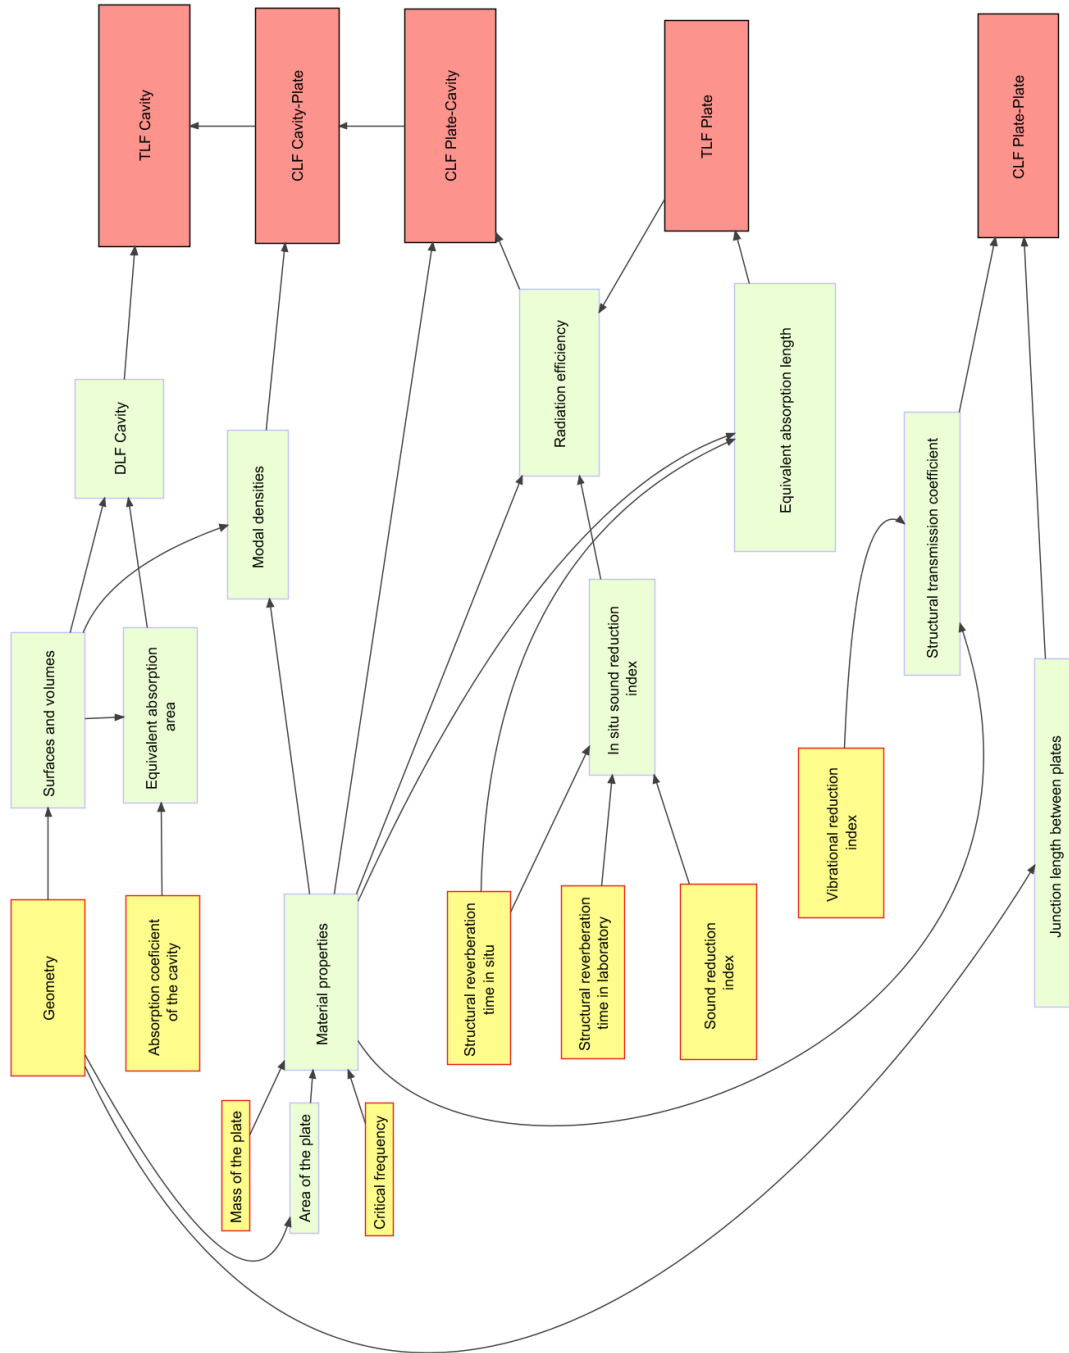 TLF Cavity
CLF Cavity-Plate
CLF Plate-Cavity
TLF Plate
CLF Plate-Plate
DLF Cavity
Modal densities
Radiation efficiency
Equivalent absorption length
Structural transmission coefficient
Surfaces and volumes
Equivalent absorption
area
In situ sound reduction
index
Junction length between plates
Geometry
Absorption coeficient
of the cavity
Material properties
Structural reverberation
time in situ
Structural reverberation
time in laboratory
Sound reduction
index
Vibrational reduction
index
Mass of the plate
Area of the plate
Critical frequency